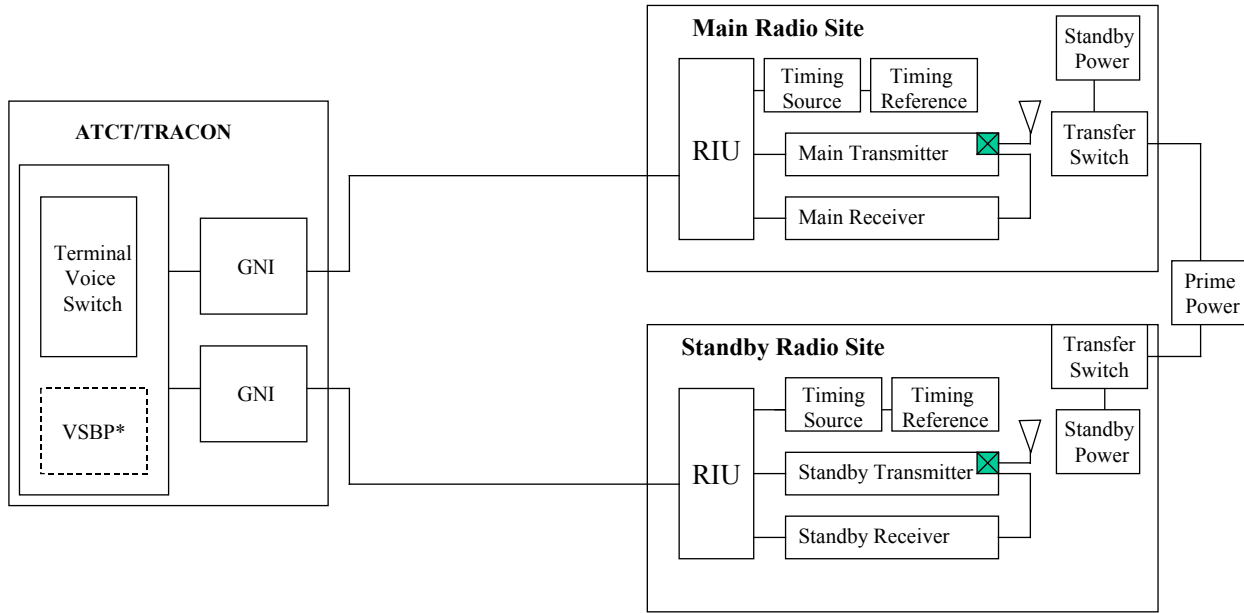 ATCT/TRACON
Terminal
Voice
Switch
VSBP*
GNI
GNI
Main Radio Site
RIU
Timing
Source
Timing
Reference
Main Transmitter
Main Receiver
Standby
Power
Transfer
Switch
Prime
Power
Standby Radio Site
RIU
Timing
Source
Timing
Reference
Standby Transmitter
Standby Receiver
Transfer
Switch
Standby
Power